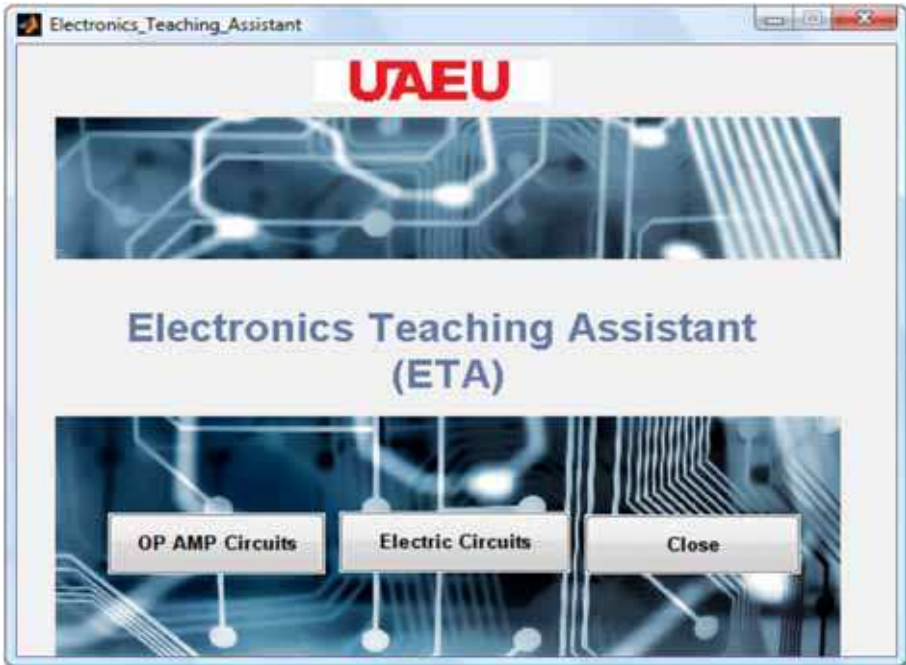 Electronics_Teaching_Assistant
UAEU
Electronics Teaching Assistant
(ETA)
OP AMP Circuits
Electric Circuits
Close